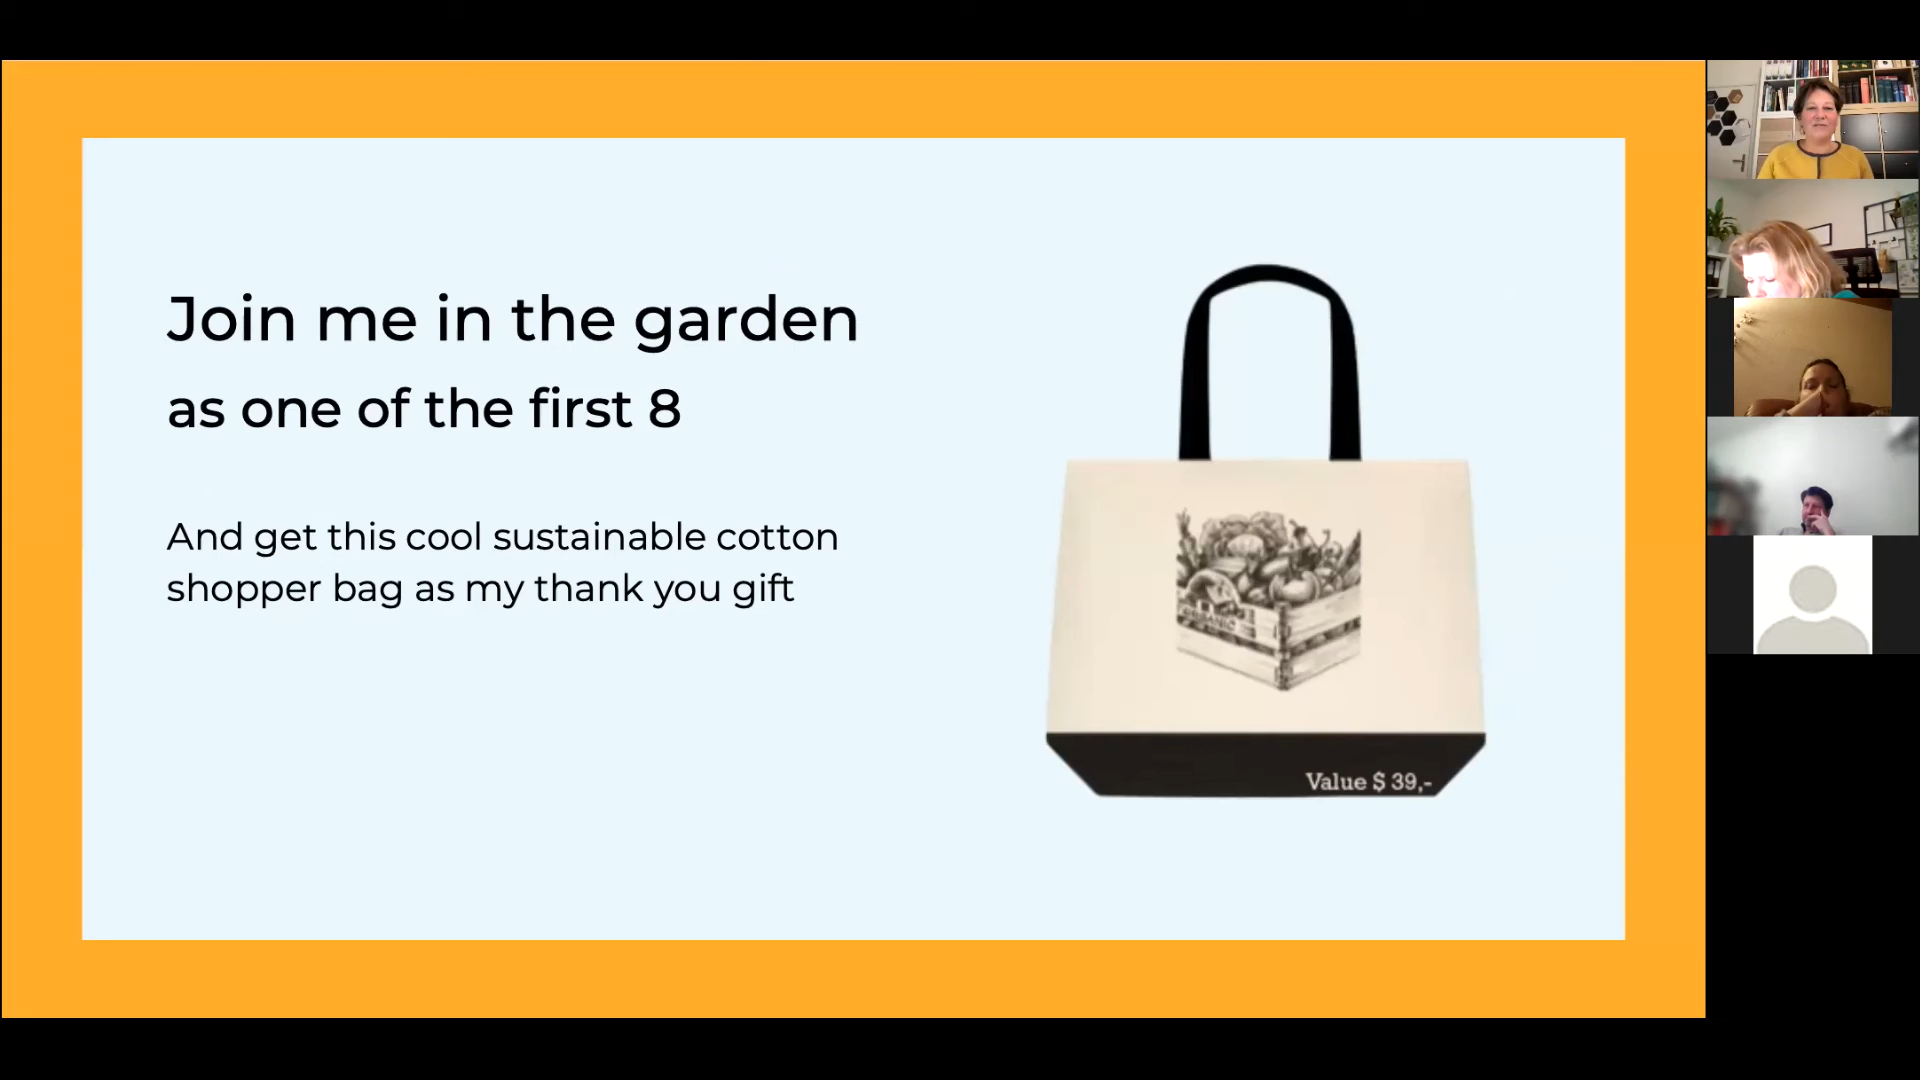 Join me in the garden
as one of the first 8
And get this cool sustainable cotton
shopper bag as my thank you gift
ORGANIC
Value $ 39,-